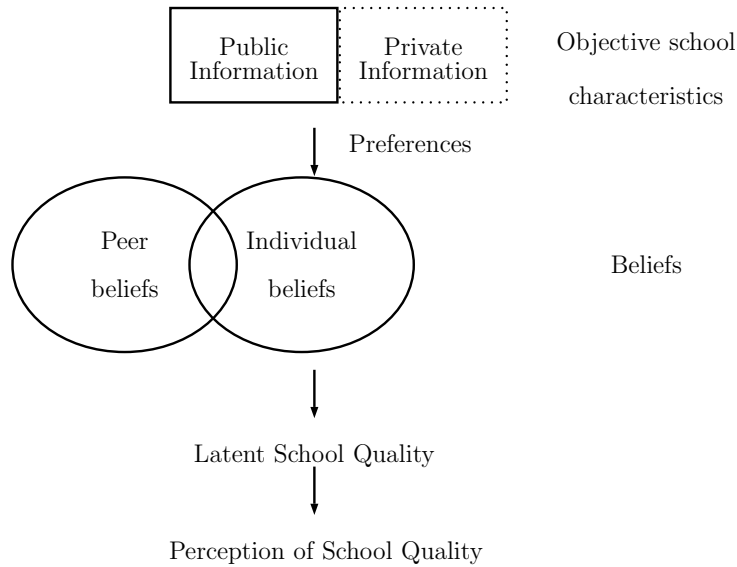 Public
Information
Private
Information
Objective school
characteristics
Preferences
Peer
beliefs
Individual
beliefs
Beliefs
Latent School Quality
Perception of School Quality